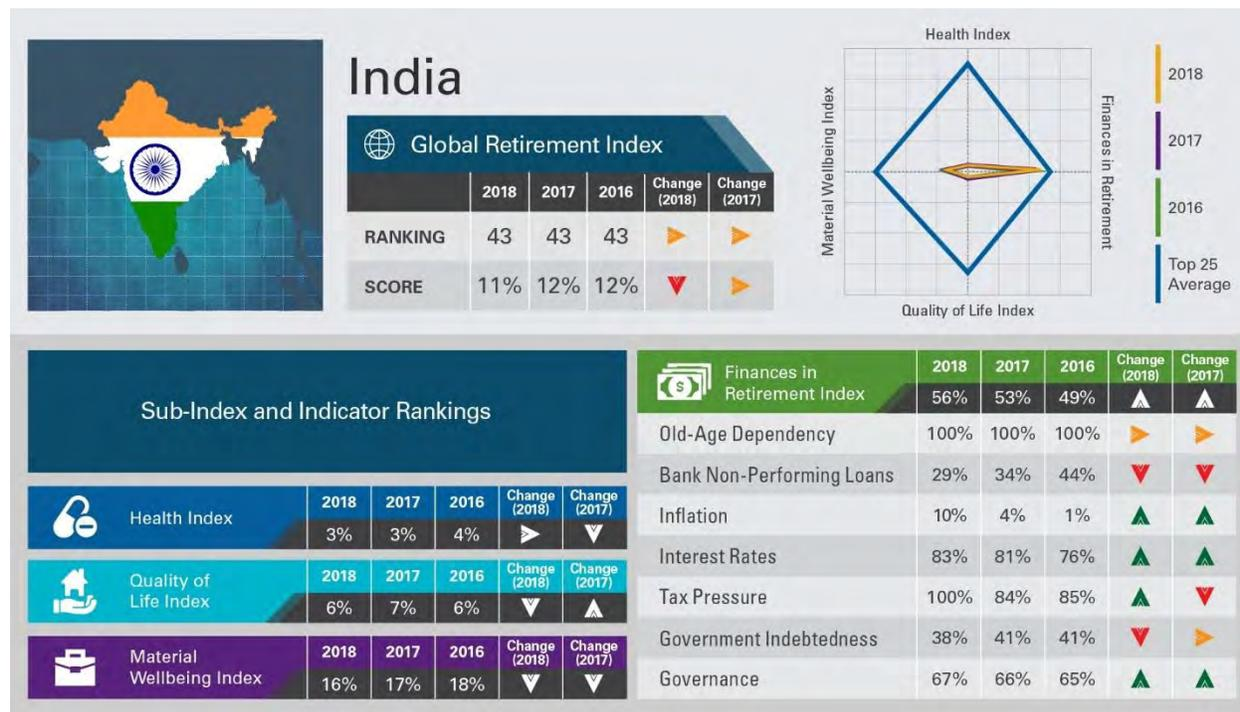 India
Global Retirement Index
2018 2017 2016 Change (2018) Change (2017)
RANKING 43 43 43
SCORE 11% 12% 12%
Health Index
Material Wellbeing Index
Finances in Retirement
Quality of Life Index
2018
2017
2016
Top 25
Average
Sub-Index and Indicator Rankings
Health Index
2018 2017 2016 Change (2018) Change (2017)
3% 3% 4%
Quality of
Life Index
2018 2017 2016 Change (2018) Change (2017)
6% 7% 6%
Material
Wellbeing Index
2018 2017 2016 Change (2018) Change (2017)
16% 17% 18%
$
Finances in
Retirement Index
2018 2017 2016 Change (2018) Change (2017)
56% 53% 49%
Old-Age Dependency 100% 100% 100%
Bank Non-Performing Loans 29% 34% 44%
Inflation 10% 4% 1%
Interest Rates 83% 81% 76%
Tax Pressure 100% 84% 85%
Government Indebtedness 38% 41% 41%
Governance 67% 66% 65%